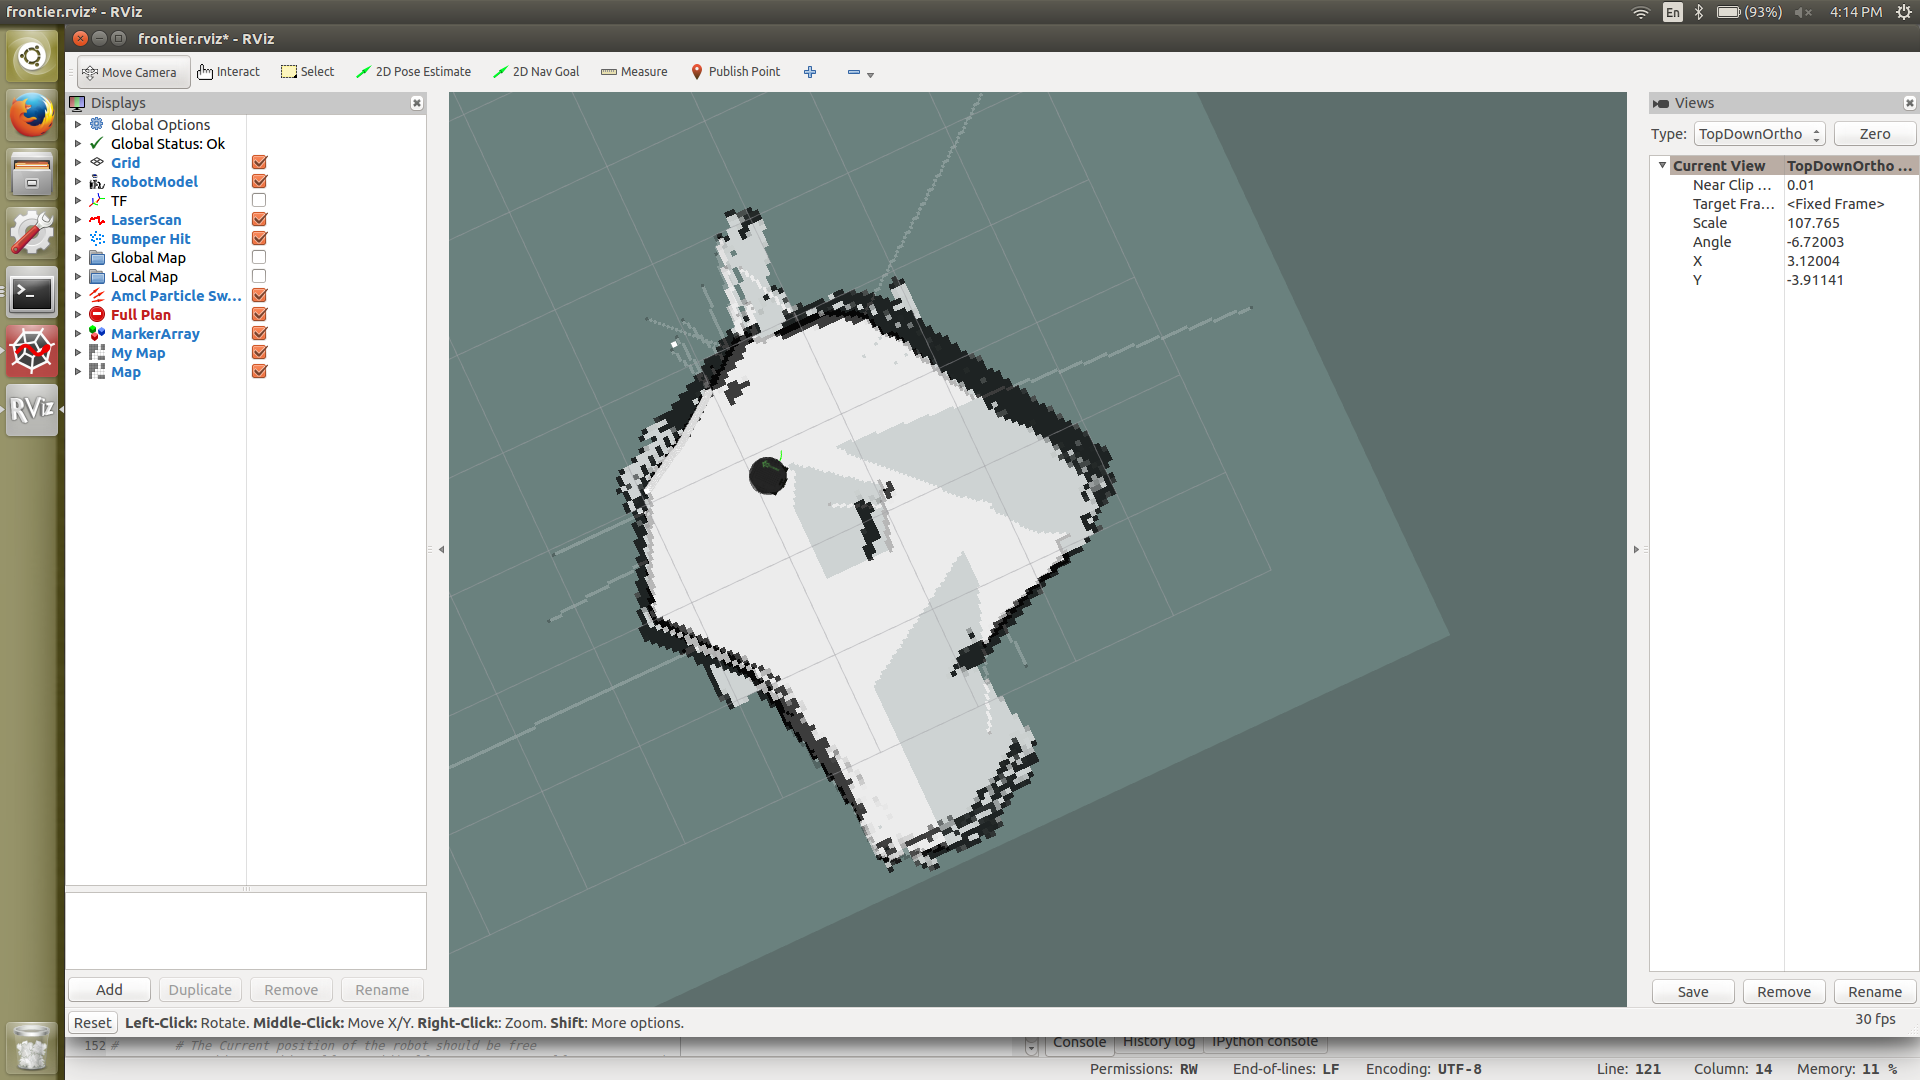 frontier.rviz* - RViz
En (93%) 4:14 PM
frontier.rviz* - RViz
Move Camera Interact Select 2D Pose Estimate 2D Nav Goal Measure Publish Point
Displays
Global Options
Global Status: Ok
Grid
RobotModel
TF
LaserScan
Bumper Hit
Global Map
Local Map
Amcl Particle Sw...
Full Plan
MarkerArray
My Map
Map
Add Duplicate Remove Rename
Views
Type: TopDownOrtho Zero
Current View TopDownOrtho ...
Near Clip ... 0.01
Target Fra... <Fixed Frame>
Scale 107.765
Angle -6.72003
X 3.12004
Y -3.91141
Save Remove Rename
RViz
Reset Left-Click: Rotate. Middle-Click: Move X/Y. Right-Click:: Zoom. Shift: More options.
30 fps
152 # # The Current position of the robot should be free
Console History log IPython console
Permissions: RW End-of-lines: LF Encoding: UTF-8 Line: 121 Column: 14 Memory: 11 %